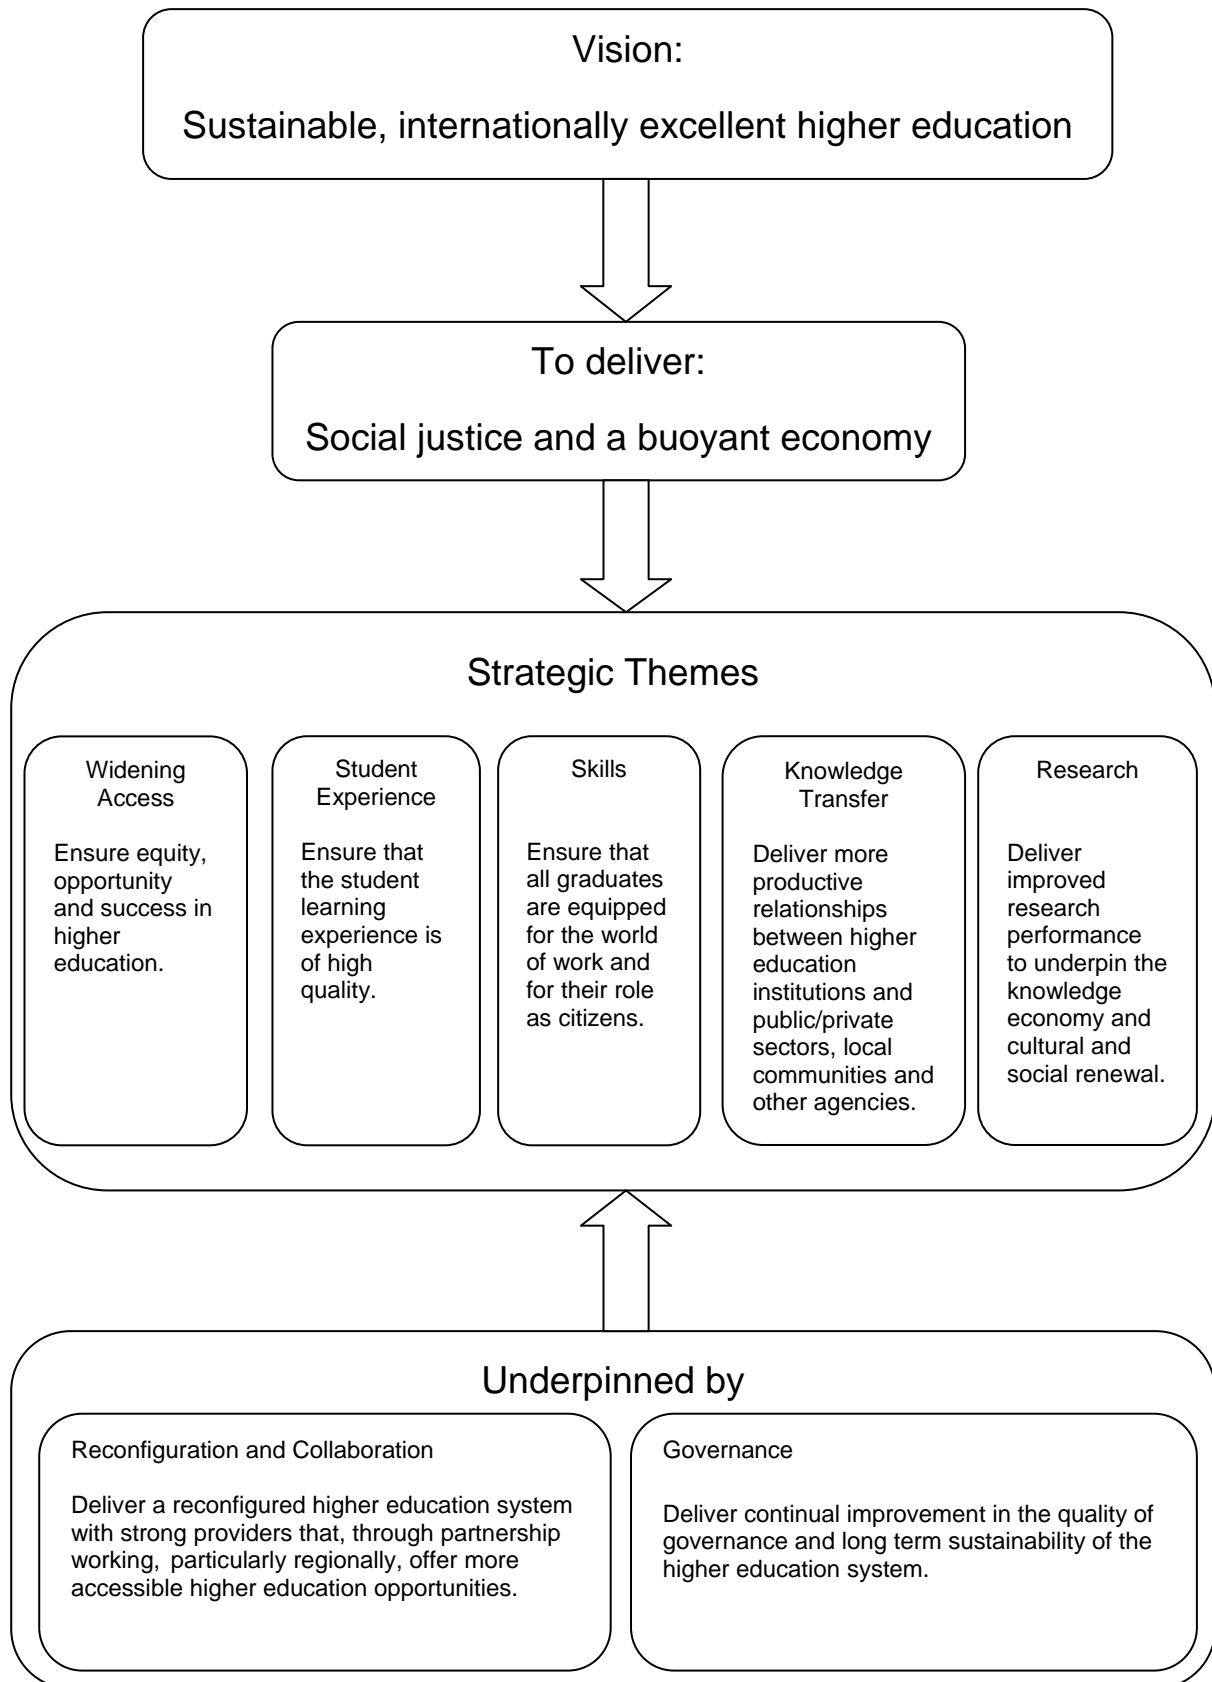 Vision:
Sustainable, internationally excellent higher education
To deliver:
Social justice and a buoyant economy
Strategic Themes
Widening
Access
Ensure equity,
opportunity
and success in
higher
education.
Student
Experience
Ensure that
the student
learning
experience is
of high
quality.
Skills
Ensure that
all graduates
are equipped
for the world
of work and
for their role
as citizens.
Knowledge
Transfer
Deliver more
productive
relationships
between higher
education
institutions and
public/private
sectors, local
communities and
other agencies.
Research
Deliver
improved
research
performance
to underpin the
knowledge
economy and
cultural and
social renewal.
Underpinned by
Reconfiguration and Collaboration
Deliver a reconfigured higher education system
with strong providers that, through partnership
working, particularly regionally, offer more
accessible higher education opportunities.
Governance
Deliver continual improvement in the quality of
governance and long term sustainability of the
higher education system.